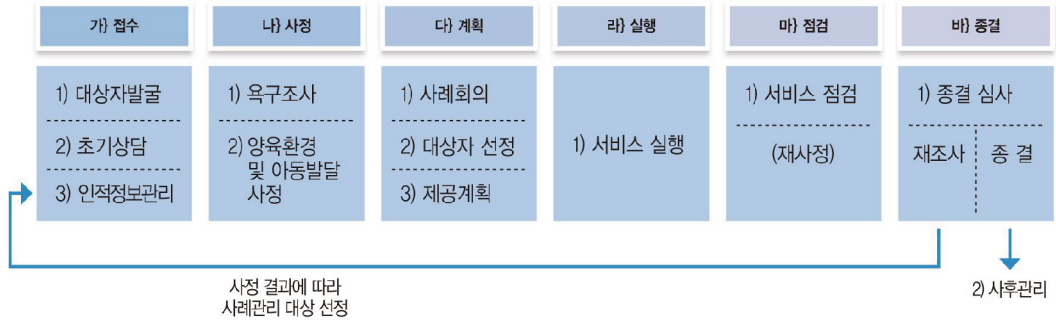 가} 접수
나} 사정
다} 계획
라} 실행
마} 점검
바} 종결
1) 대상자발굴
2) 초기상담
3) 인적정보관리
1) 욕구조사
2) 양육환경
및 아동발달
사정
1) 사례회의
2) 대상자 선정
3) 제공계획
1) 서비스 실행
1) 서비스 점검
(재사정)
1) 종결 심사
재조사
종 결
사정 결과에 따라
사례관리 대상 선정
2) 사후관리